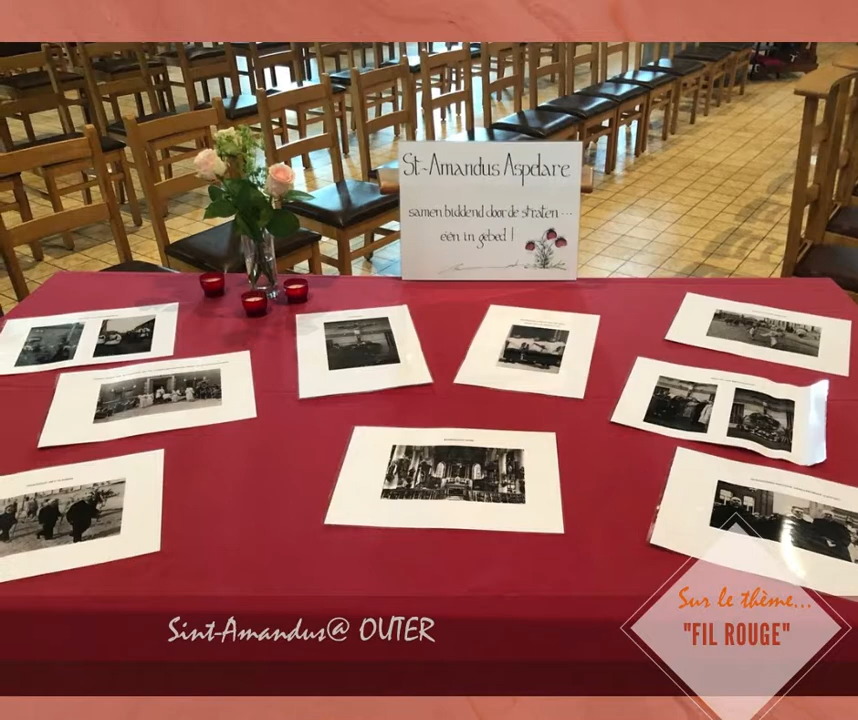 St-Amandus Aspelare
samen biddend door de straten ...
één in gebed !
Sint-Amandus@ OUTER
Sur le thème...
"FIL ROUGE"